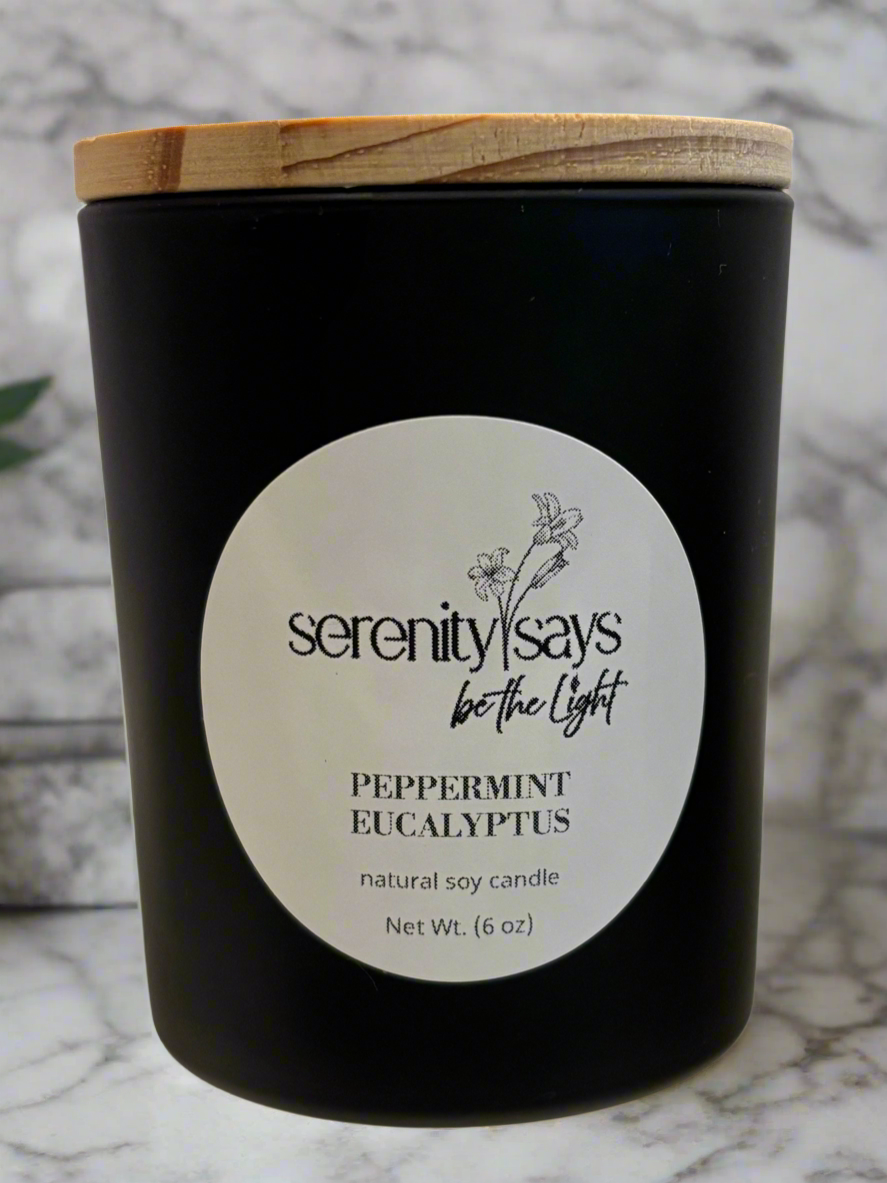 serenity says
be the Light
PEPPERMINT
EUCALYPTUS
natural soy candle
Net Wt. (6 oz)